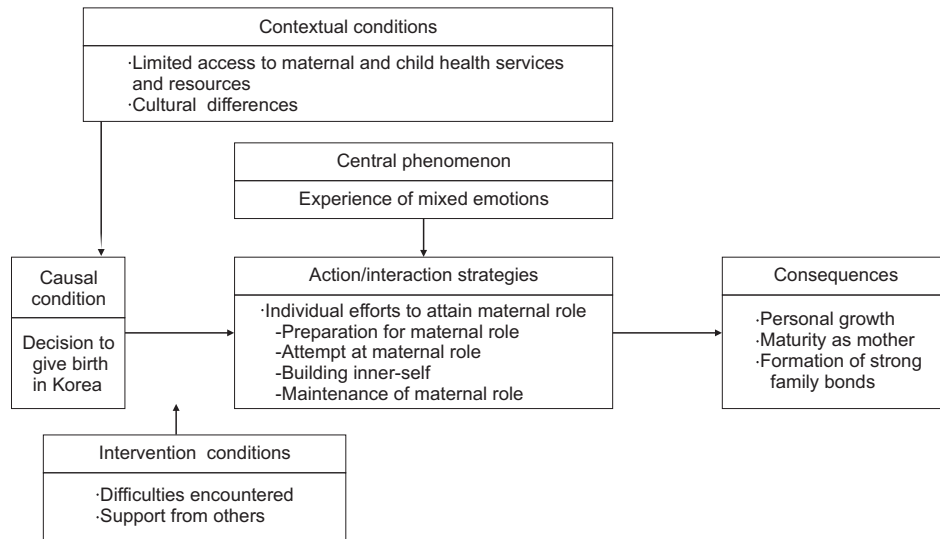 Contextual conditions
·Limited access to maternal and child health services
and resources
·Cultural differences
Central phenomenon
Experience of mixed emotions
Causal
condition
Decision to
give birth
in Korea
Action/interaction strategies
·Individual efforts to attain maternal role
-Preparation for maternal role
-Attempt at maternal role
-Building inner-self
-Maintenance of maternal role
Consequences
·Personal growth
·Maturity as mother
·Formation of strong
family bonds
Intervention conditions
·Difficulties encountered
·Support from others